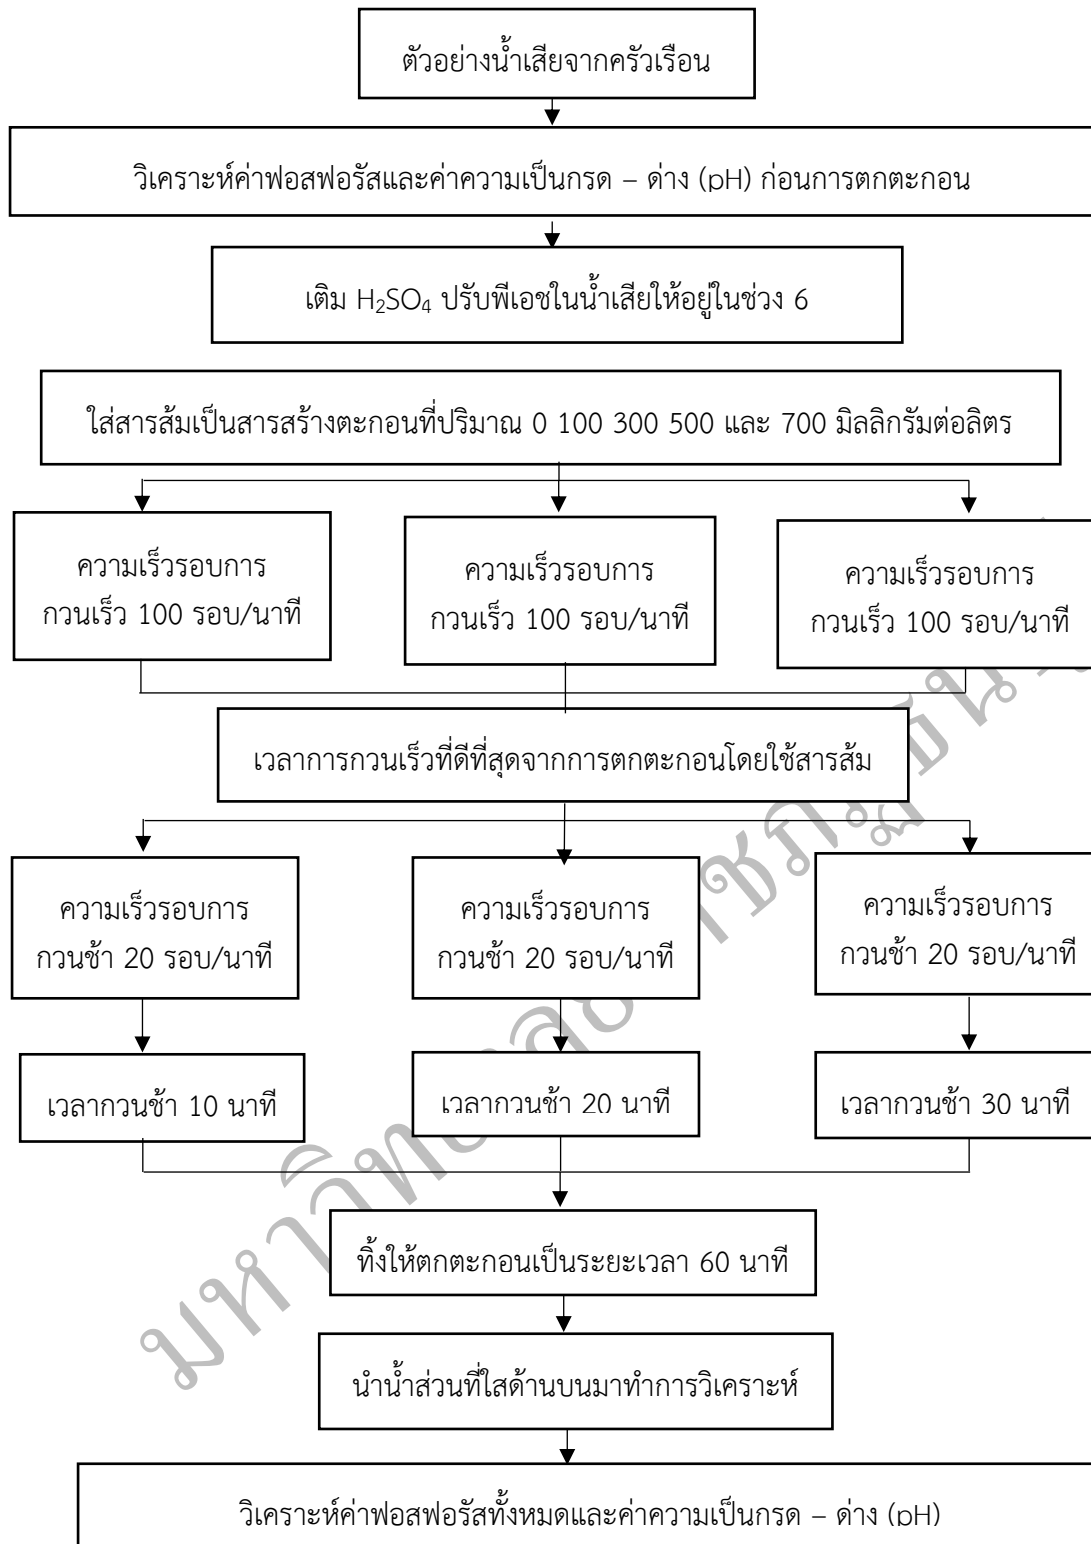 ตัวอย่างน้ำเสียจากครัวเรือน
วิเคราะห์ค่าฟอสฟอรัสและค่าความเป็นกรด – ด่าง (pH) ก่อนการตกตะกอน
เติม H₂SO₄ ปรับพีเอชในน้ำเสียให้อยู่ในช่วง 6
ใส่สารส้มเป็นสารสร้างตะกอนที่ปริมาณ 0 100 300 500 และ 700 มิลลิกรัมต่อลิตร
ความเร็วรอบการ
กวนเร็ว 100 รอบ/นาที
ความเร็วรอบการ
กวนเร็ว 100 รอบ/นาที
ความเร็วรอบการ
กวนเร็ว 100 รอบ/นาที
เวลาการกวนเร็วที่ดีที่สุดจากการตกตะกอนโดยใช้สารส้ม
ความเร็วรอบการ
กวนช้า 20 รอบ/นาที
ความเร็วรอบการ
กวนช้า 20 รอบ/นาที
ความเร็วรอบการ
กวนช้า 20 รอบ/นาที
เวลากวนช้า 10 นาที
เวลากวนช้า 20 นาที
เวลากวนช้า 30 นาที
ทิ้งให้ตกตะกอนเป็นระยะเวลา 60 นาที
นำน้ำส่วนที่ใสด้านบนมาทำการวิเคราะห์
วิเคราะห์ค่าฟอสฟอรัสทั้งหมดและค่าความเป็นกรด – ด่าง (pH)